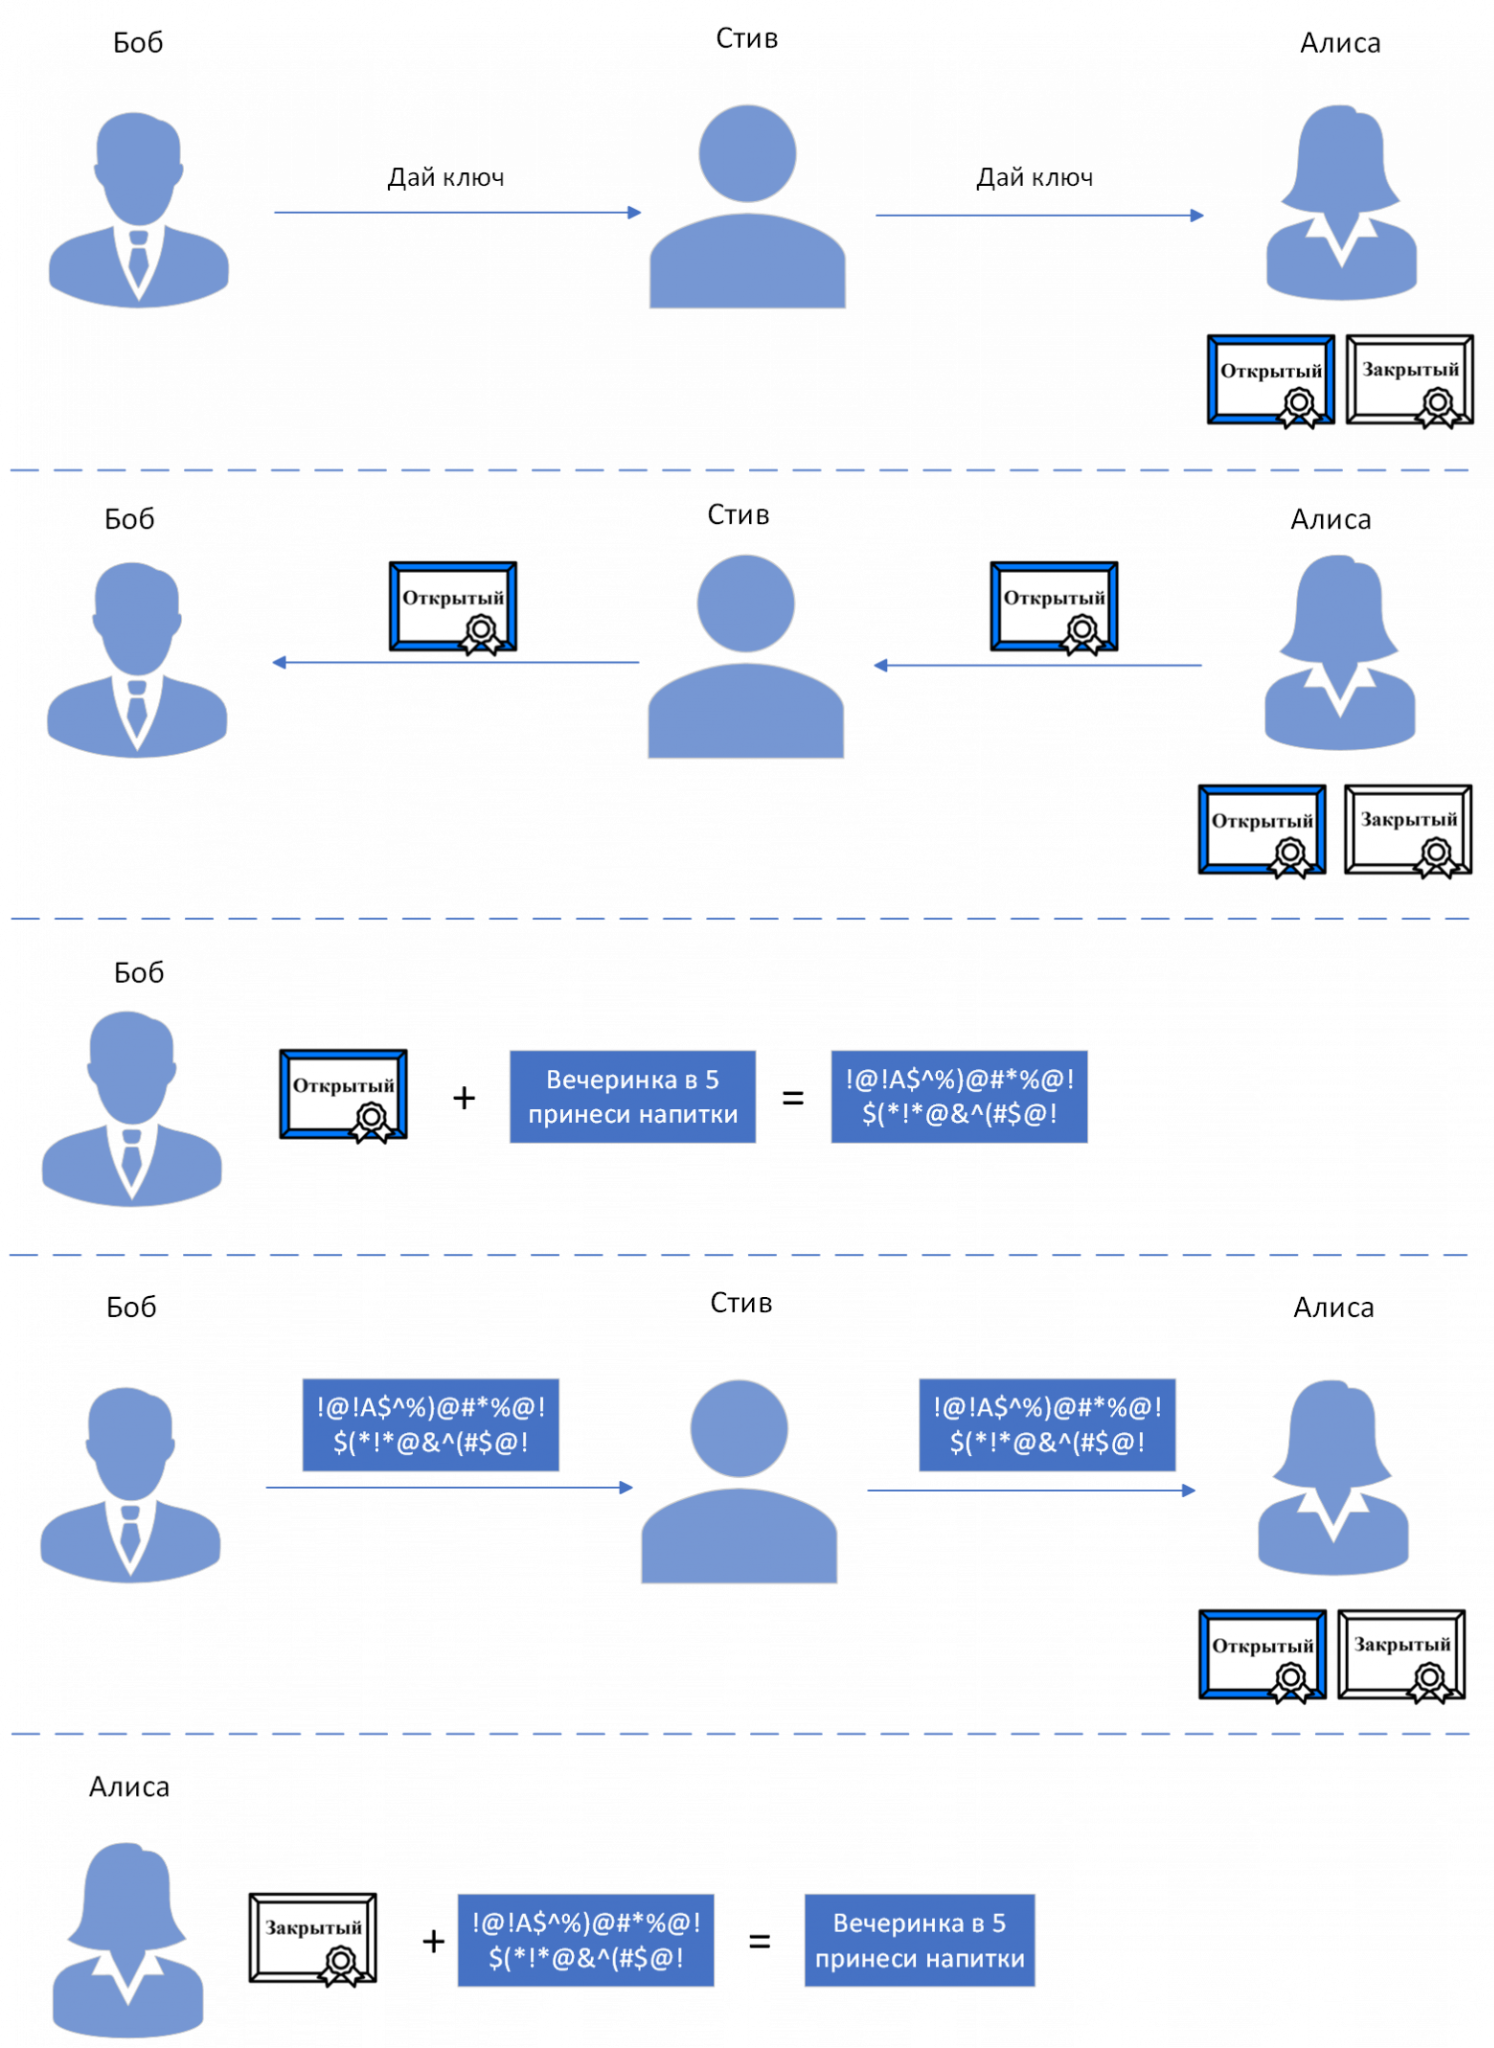 Боб
Стив
Алиса
Дай ключ
Дай ключ
Открытый
Закрытый
Боб
Стив
Алиса
Открытый
Открытый
Открытый
Закрытый
Боб
Открытый
+
Вечеринка в 5
принеси напитки
=
!@!A$^%)@#*%@!
$(*!*@&^(#$@!
Боб
Стив
Алиса
!@!A$^%)@#*%@!
$(*!*@&^(#$@!
!@!A$^%)@#*%@!
$(*!*@&^(#$@!
Открытый
Закрытый
Алиса
Закрытый
+
!@!A$^%)@#*%@!
$(*!*@&^(#$@!
=
Вечеринка в 5
принеси напитки